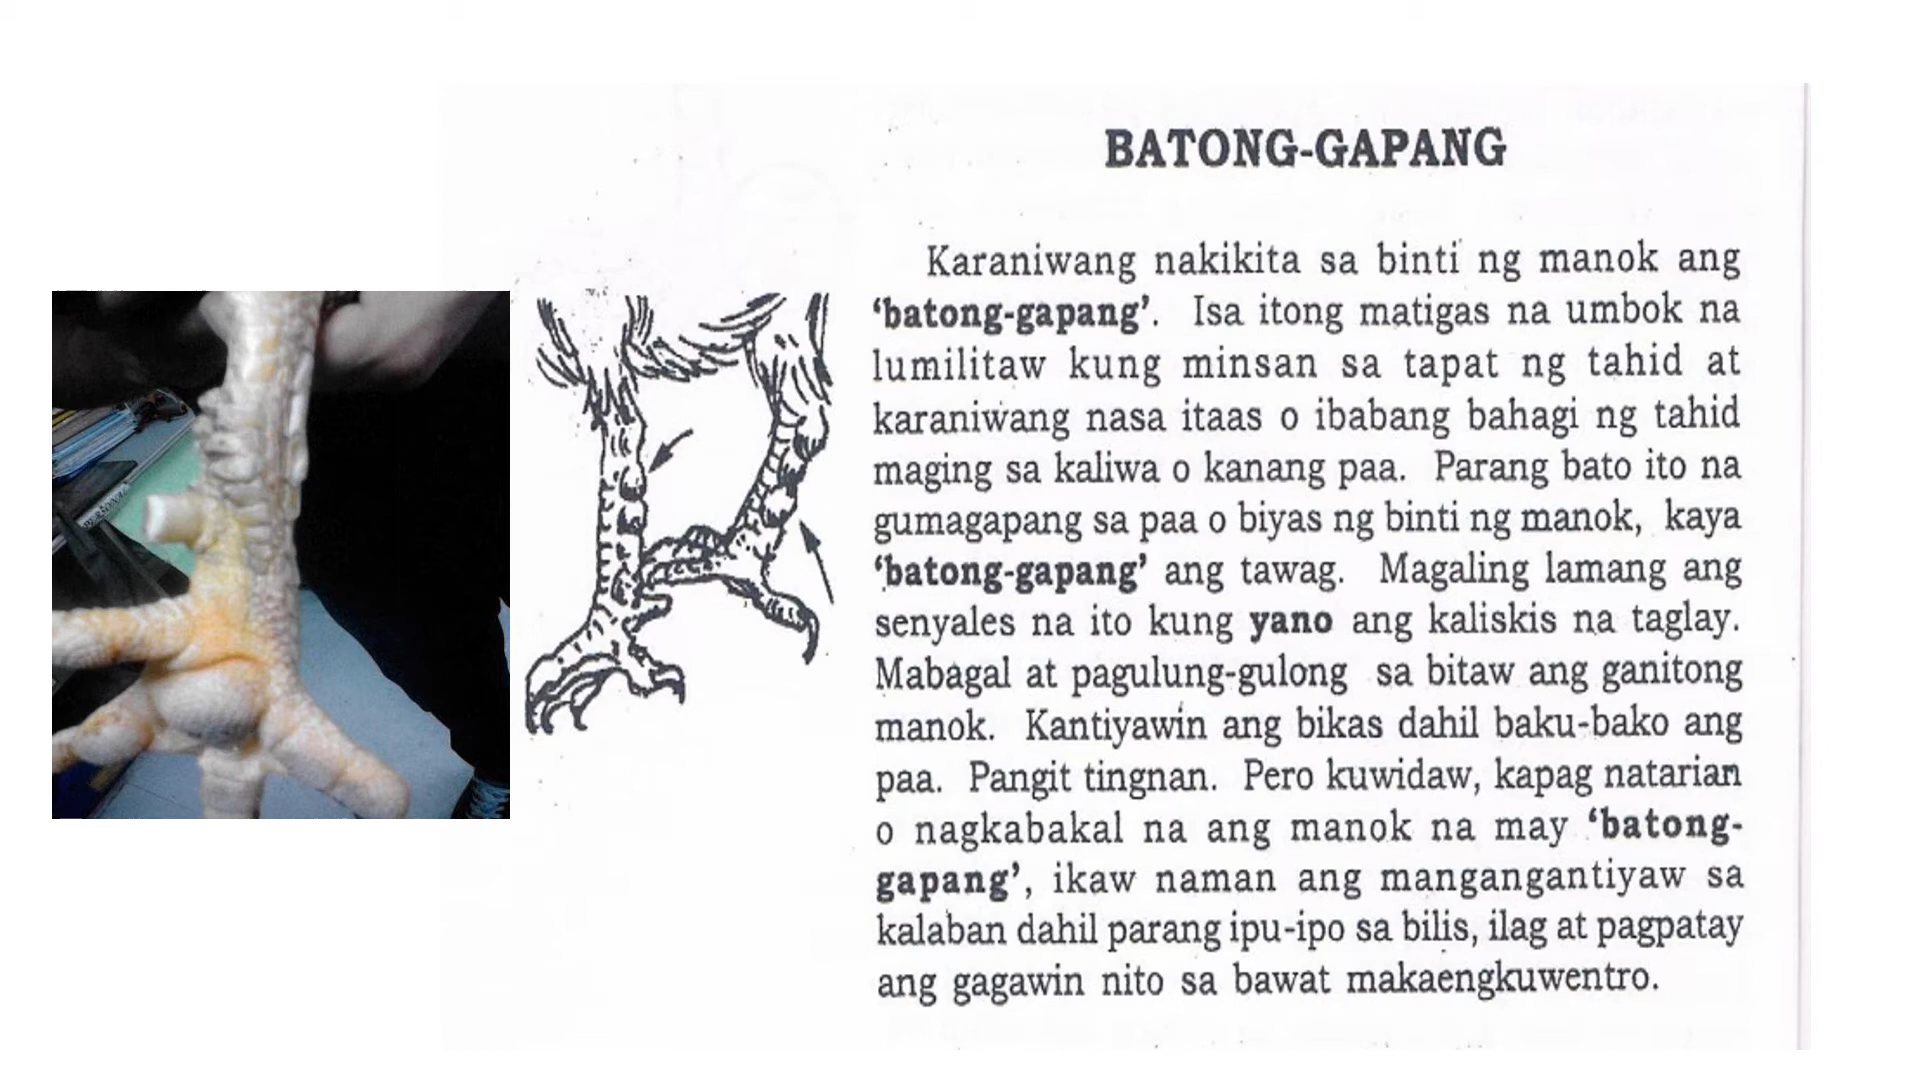 BATONG-GAPANG
Karaniwang nakikita sa binti ng manok ang
‘batong-gapang’. Isa itong matigas na umbok na
lumilitaw kung minsan sa tapat ng tahid at
karaniwang nasa itaas o ibabang bahagi ng tahid
maging sa kaliwa o kanang paa. Parang bato ito na
gumagapang sa paa o biyas ng binti ng manok, kaya
‘batong-gapang’ ang tawag. Magaling lamang ang
senyales na ito kung yano ang kaliskis na taglay.
Mabagal at pagulung-gulong sa bitaw ang ganitong
manok. Kantiyawin ang bikas dahil baku-bako ang
paa. Pangit tingnan. Pero kuwidaw, kapag natarian
o nagkabakal na ang manok na may ‘batong-
gapang’, ikaw naman ang mangangantiyaw sa
kalaban dahil parang ipu-ipo sa bilis, ilag at pagpatay
ang gagawin nito sa bawat makaengkuwentro.
PERSONAL